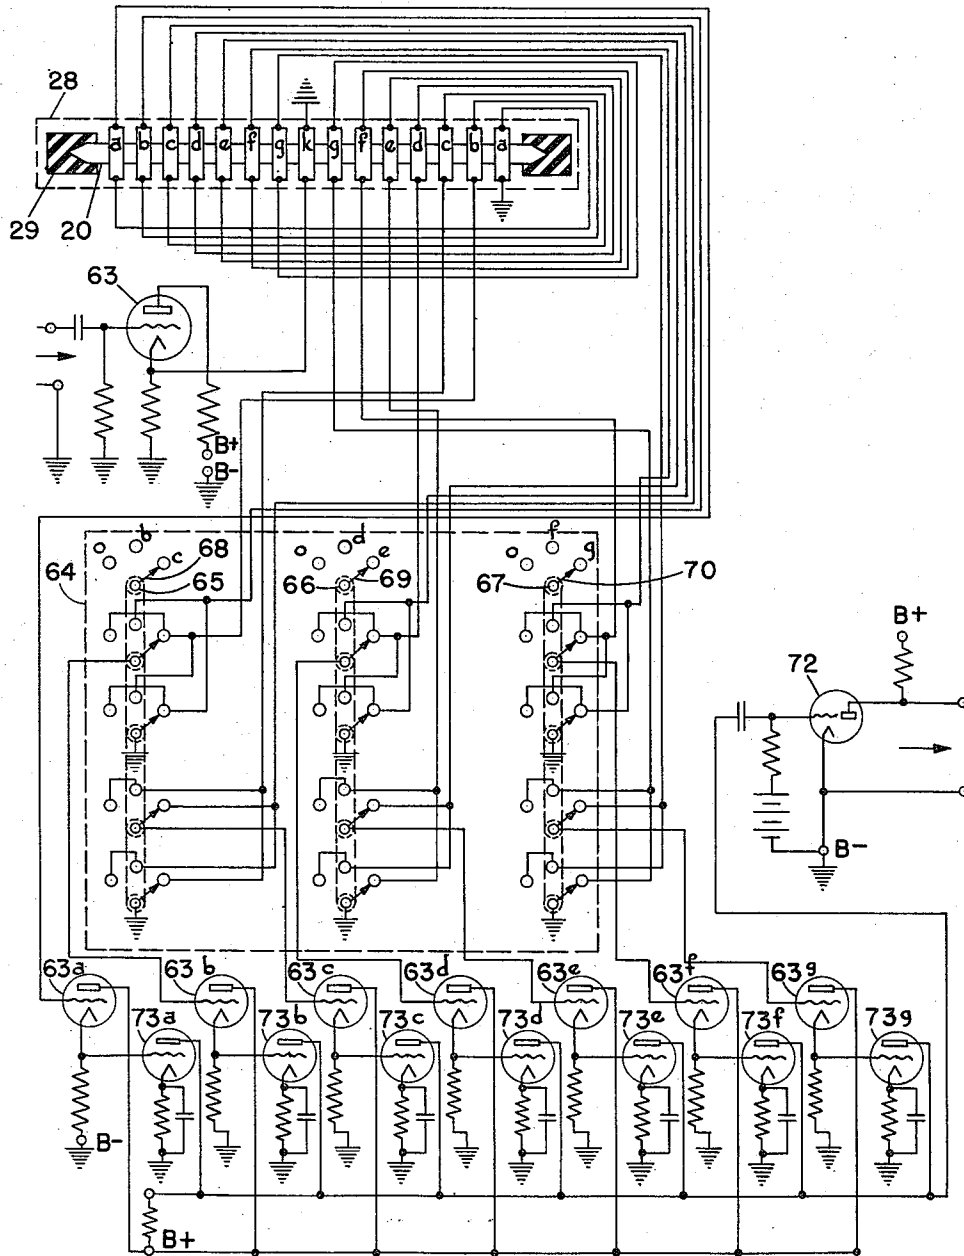 28
a b c d e f g k g f e d c b a
29 20
63
B+
B-
o b c 68
65
64
o d e
66 69
o f g
67 70
B+
72
B-
63a 63b 63c 63d 63e 63f 63g
73a 73b 73c 73d 73e 73f 73g
B-
B+